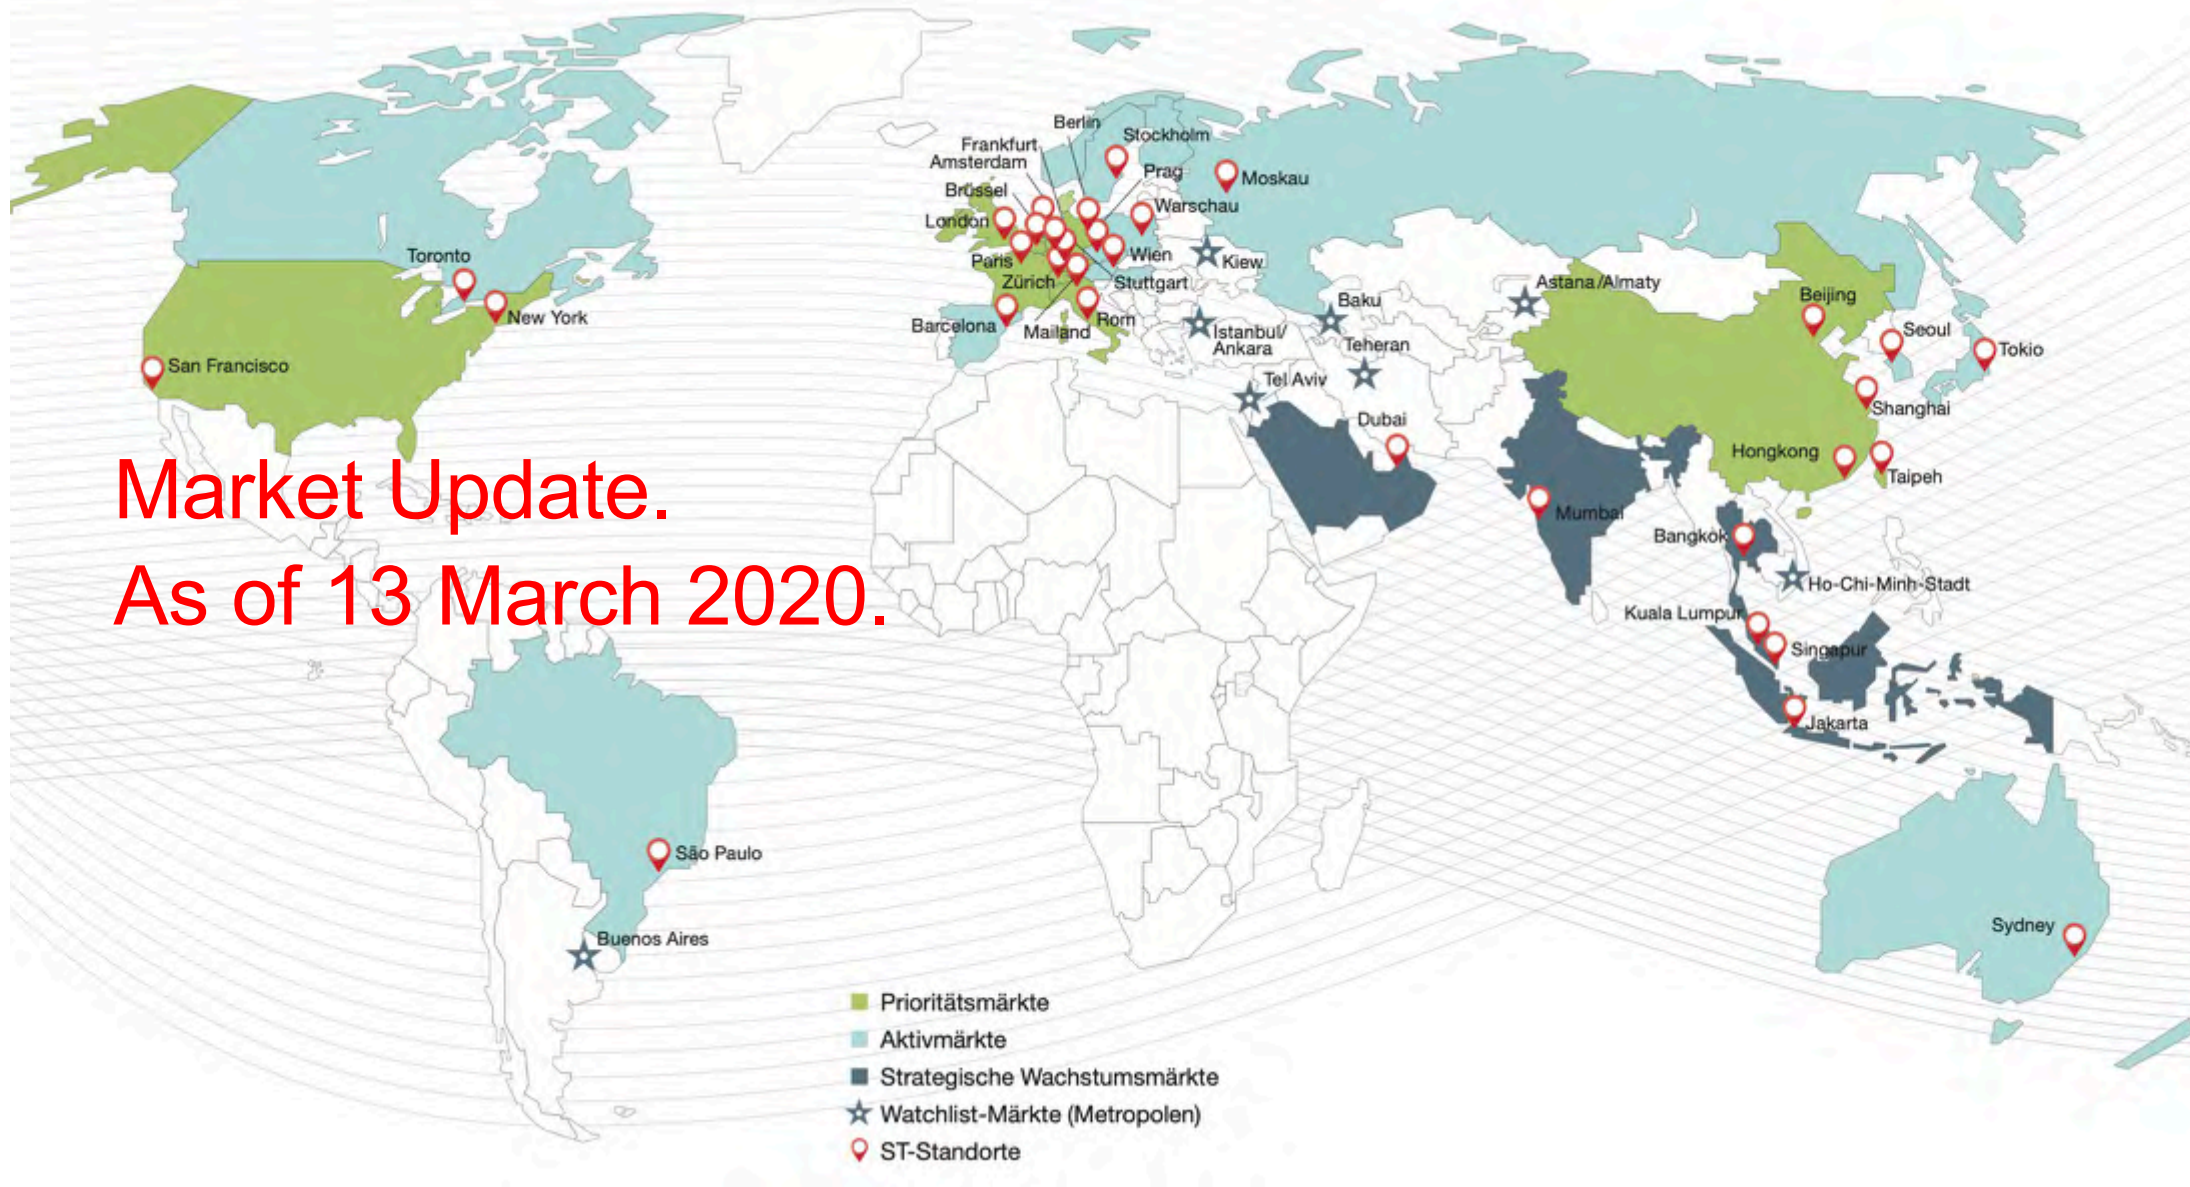 Berlin
Stockholm
Frankfurt
Amsterdam
Prag
Moskau
Brüssel
Warschau
London
Toronto
Paris
Wien
Kiew
Zürich
Stuttgart
Astana/Almaty
Beijing
Baku
New York
Barcelona
Mailand
Rom
Istanbul/
Ankara
Teheran
Seoul
Tokio
San Francisco
Tel Aviv
Shanghai
Dubai
Hongkong
Taipeh
Market Update.
Mumbai
Bangkok
As of 13 March 2020.
Ho-Chi-Minh-Stadt
Kuala Lumpur
Singapur
Jakarta
São Paulo
Sydney
Buenos Aires
Prioritätsmärkte
Aktivmärkte
Strategische Wachstumsmärkte
Watchlist-Märkte (Metropolen)
ST-Standorte